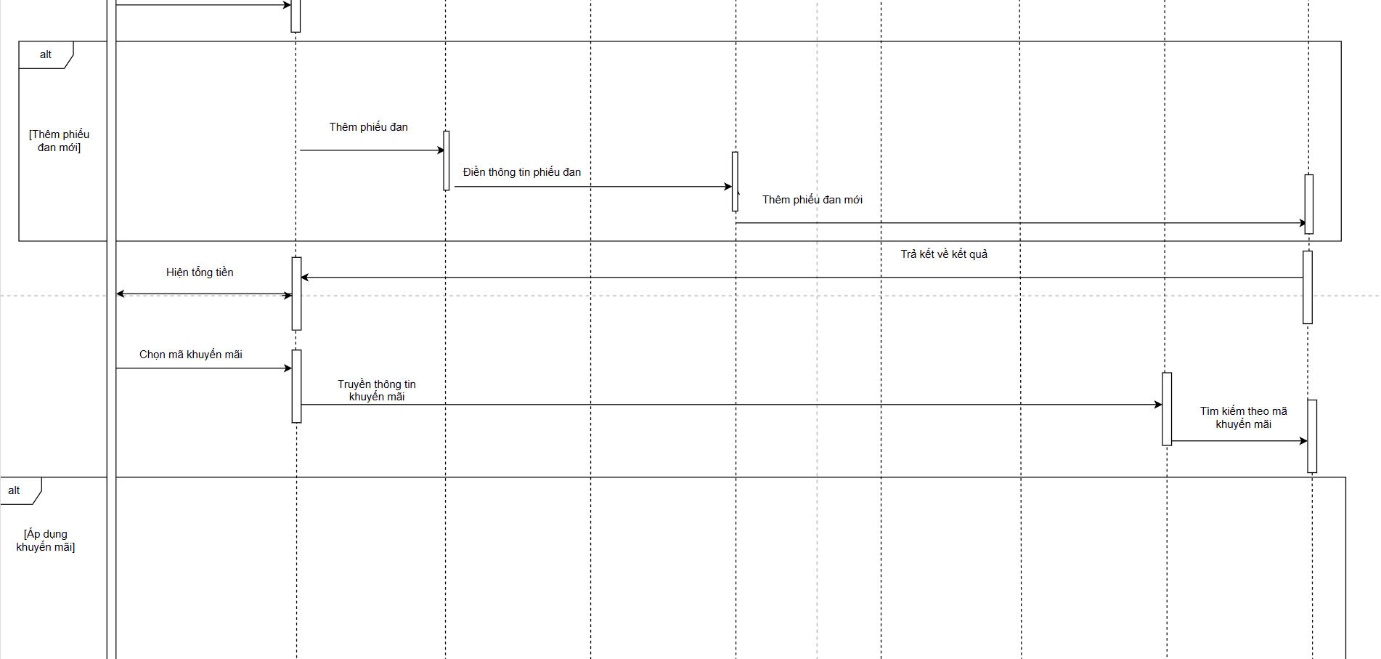 alt
[Thêm phiếu
đan mới]
Thêm phiếu đan
Điền thông tin phiếu đan
Thêm phiếu đan mới
Trả kết về kết quả
Hiên tổng tiền
Chọn mã khuyến mãi
Truyền thông tin
khuyến mãi
Tìm kiếm theo mã
khuyến mãi
alt
[Áp dụng
khuyến mãi]